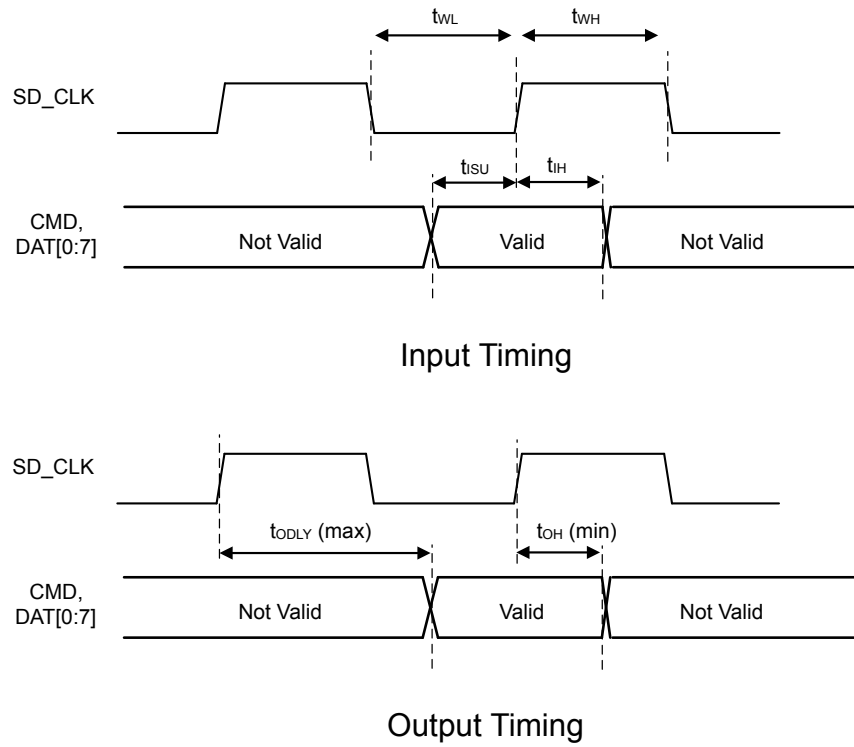 tWL tWH
SD_CLK
tISU tIH
CMD,
DAT[0:7]
Not Valid Valid Not Valid
Input Timing
SD_CLK
tODLY (max) tOH (min)
CMD,
DAT[0:7]
Not Valid Valid Not Valid
Output Timing